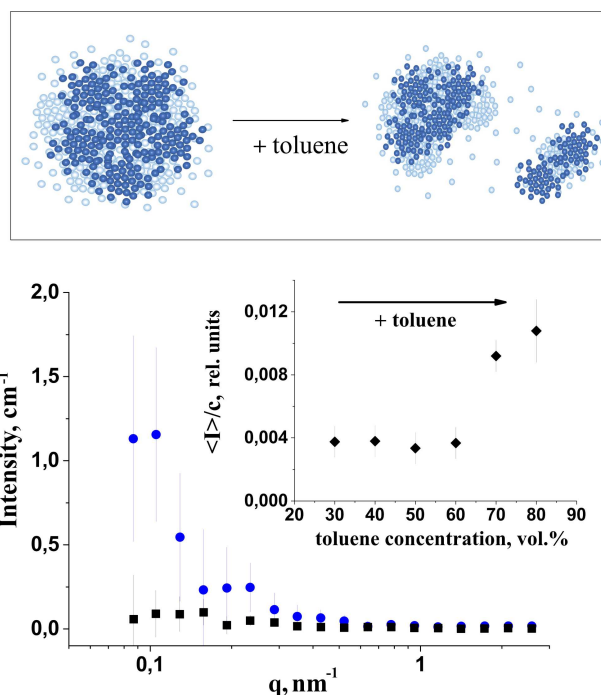 + toluene
2,0
1,5
1,0
0,5
0,0
Intensity, cm⁻¹
0,1
1
q, nm⁻¹
0,012
0,008
0,004
0,000
<I>/c, rel. units
+ toluene
20 30 40 50 60 70 80 90
toluene concentration, vol.%